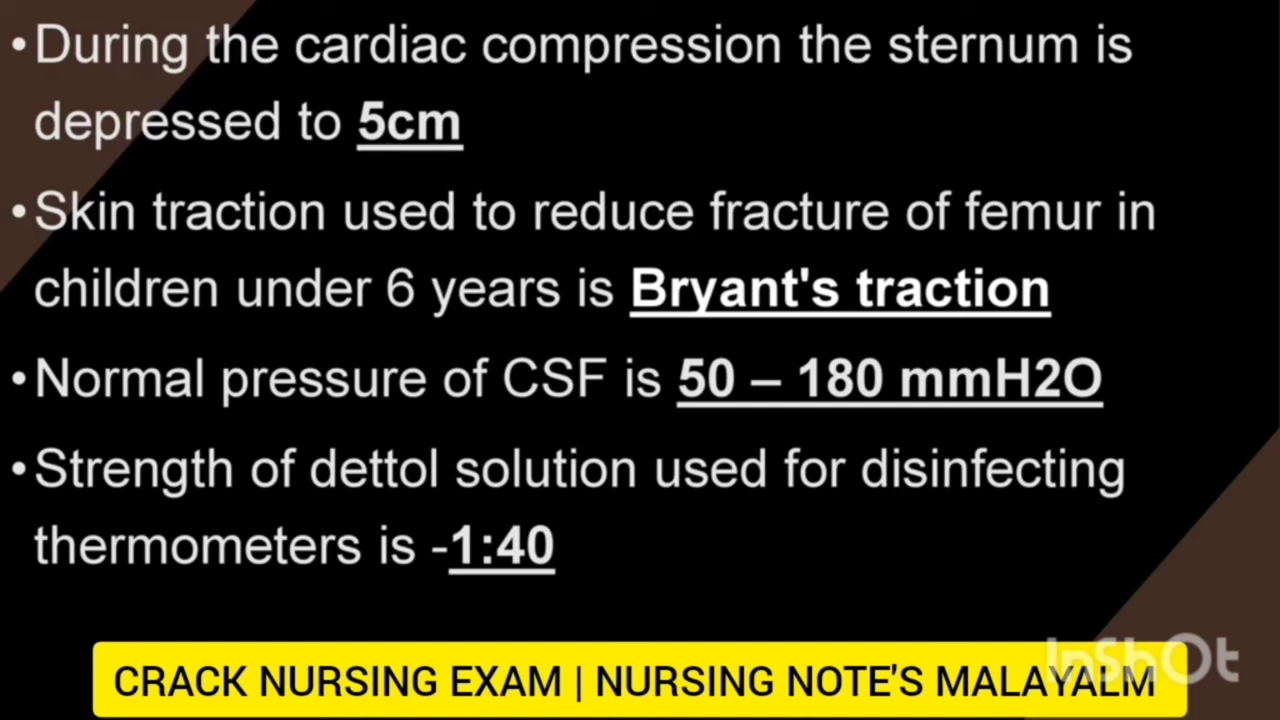 •During the cardiac compression the sternum is
depressed to 5cm
•Skin traction used to reduce fracture of femur in
children under 6 years is Bryant's traction
•Normal pressure of CSF is 50 – 180 mmH2O
•Strength of dettol solution used for disinfecting
thermometers is -1:40
InShOt
CRACK NURSING EXAM | NURSING NOTE'S MALAYALM